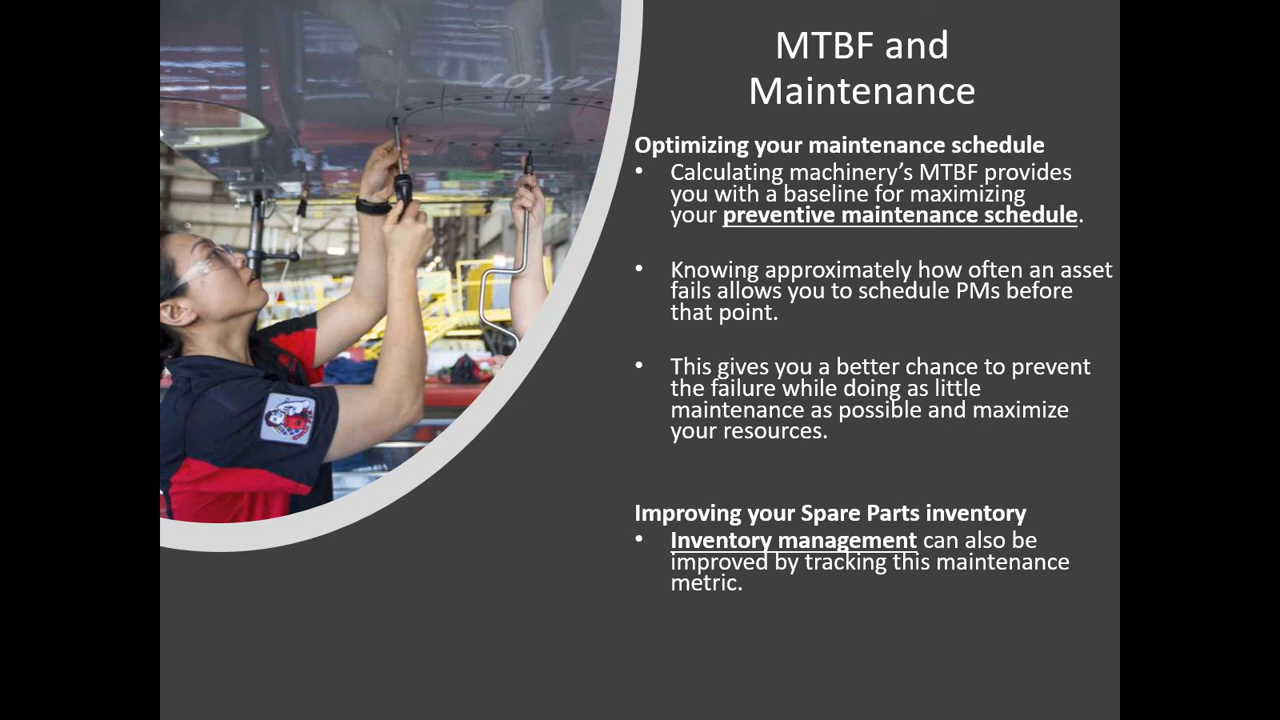 MTBF and
Maintenance
Optimizing your maintenance schedule
• Calculating machinery’s MTBF provides
you with a baseline for maximizing
your preventive maintenance schedule.
• Knowing approximately how often an asset
fails allows you to schedule PMs before
that point.
• This gives you a better chance to prevent
the failure while doing as little
maintenance as possible and maximize
your resources.
Improving your Spare Parts inventory
• Inventory management can also be
improved by tracking this maintenance
metric.